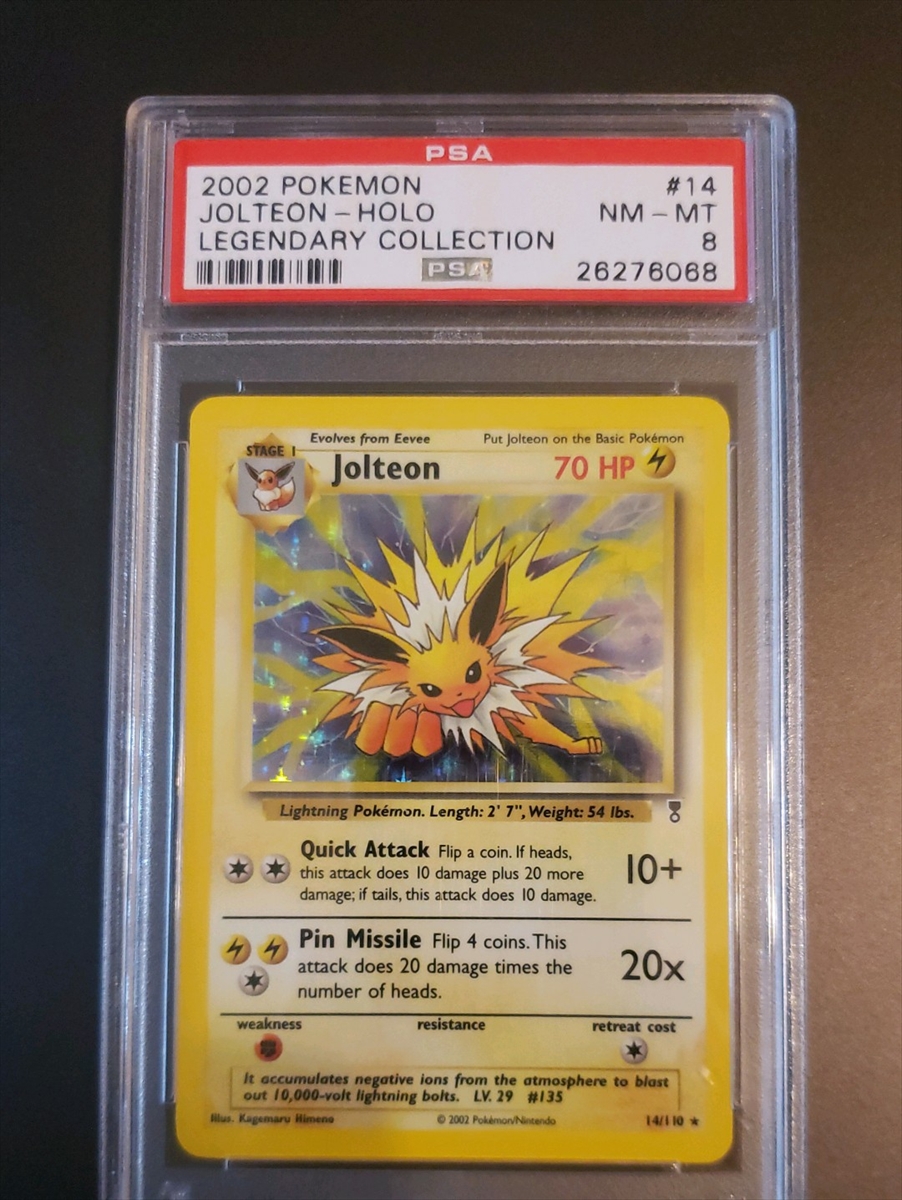 PSA
2002 POKEMON #14
JOLTEON - HOLO NM - MT
LEGENDARY COLLECTION 8
PSA 26276068
Evolves from Eevee Put Jolteon on the Basic Pokémon
STAGE 1 Jolteon 70 HP
Lightning Pokémon. Length: 2' 7", Weight: 54 lbs.
Quick Attack Flip a coin. If heads,
this attack does 10 damage plus 20 more 10+
damage; if tails, this attack does 10 damage.
Pin Missile Flip 4 coins. This
attack does 20 damage times the 20x
number of heads.
weakness resistance retreat cost
It accumulates negative ions from the atmosphere to blast
out 10,000-volt lightning bolts. LV. 29 #135
Illus. Kagemaru Himeno © 2002 Pokémon/Nintendo 14/110 ★